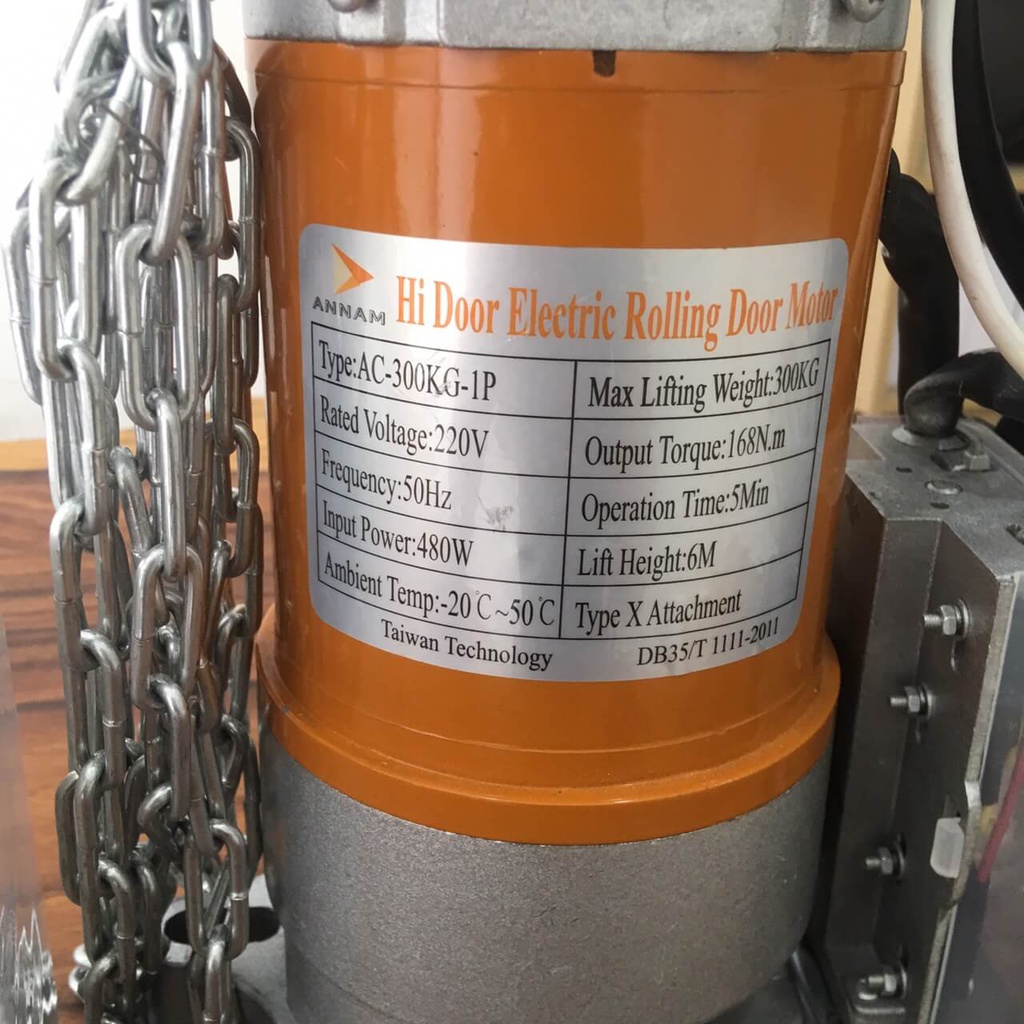 ANNAM
Hi Door Electric Rolling Door Motor
Type:AC-300KG-1P
Max Lifting Weight:300KG
Rated Voltage:220V
Output Torque:168N.m
Frequency:50Hz
Operation Time:5Min
Input Power:480W
Lift Height:6M
Ambient Temp:-20℃~50℃
Type X Attachment
Taiwan Technology
DB35/T 1111-2011